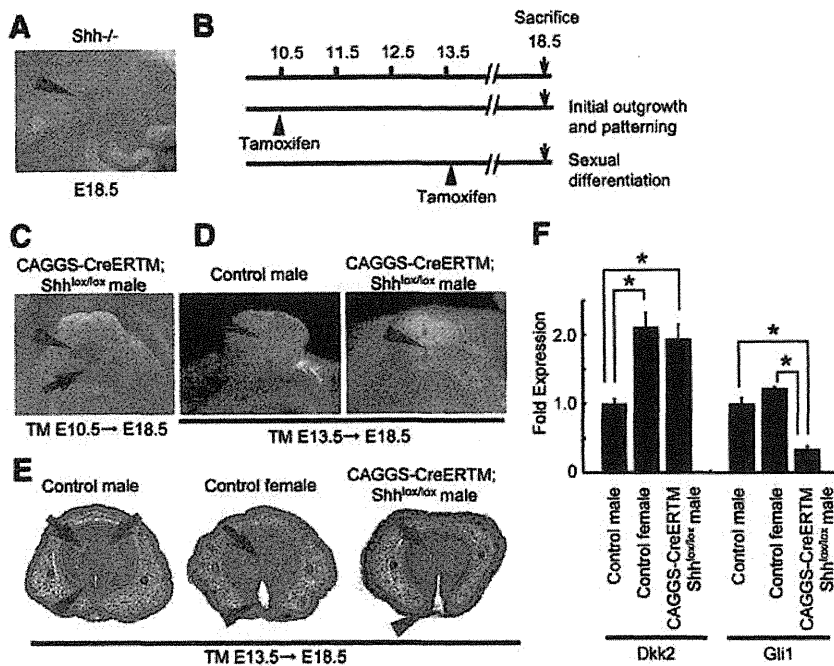 A
Shh-/-
E18.5
B
Sacrifice
10.5 11.5 12.5 13.5 18.5
Tamoxifen
Initial outgrowth
and patterning
Tamoxifen
Sexual
differentiation
C
CAGGS-CreERTM;
Shhlox/lox male
TM E10.5→ E18.5
D
Control male
CAGGS-CreERTM;
Shhlox/lox male
TM E13.5→ E18.5
E
Control male
Control female
CAGGS-CreERTM;
Shhlox/lox male
TM E13.5→ E18.5
F
Fold Expression
2.0
1.0
0
* * * *
Control male
Control female
CAGGS-CreERTM
Shhlox/lox male
Control male
Control female
CAGGS-CreERTM
Shhlox/lox male
Dkk2
Gli1